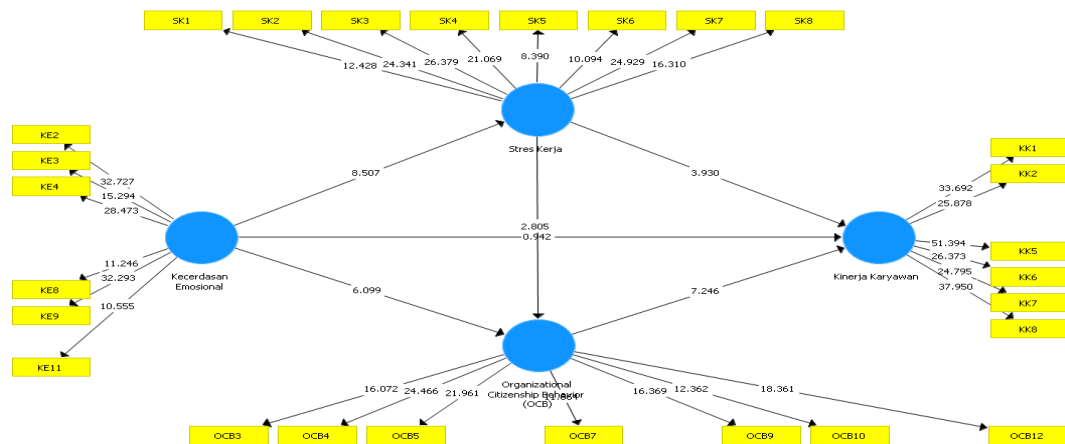 SK1
SK2
SK3
SK4
SK5
SK6
SK7
SK8
12.428
24.341
26.379
21.069
8.390
10.094
24.929
16.310
Stres Kerja
KE2
KE3
KE4
KE8
KE9
KE11
32.727
15.294
28.473
11.246
32.293
10.555
Kecerdasan
Emosional
8.507
3.930
2.805
0.942
6.099
7.246
KK1
KK2
KK5
KK6
KK7
KK8
33.692
25.878
51.394
26.373
24.795
37.950
Kinerja Karyawan
Organizational
Citizenship Behavior
(OCB)
16.072
24.466
21.961
16.369
12.362
18.361
OCB3
OCB4
OCB5
OCB7
OCB9
OCB10
OCB12